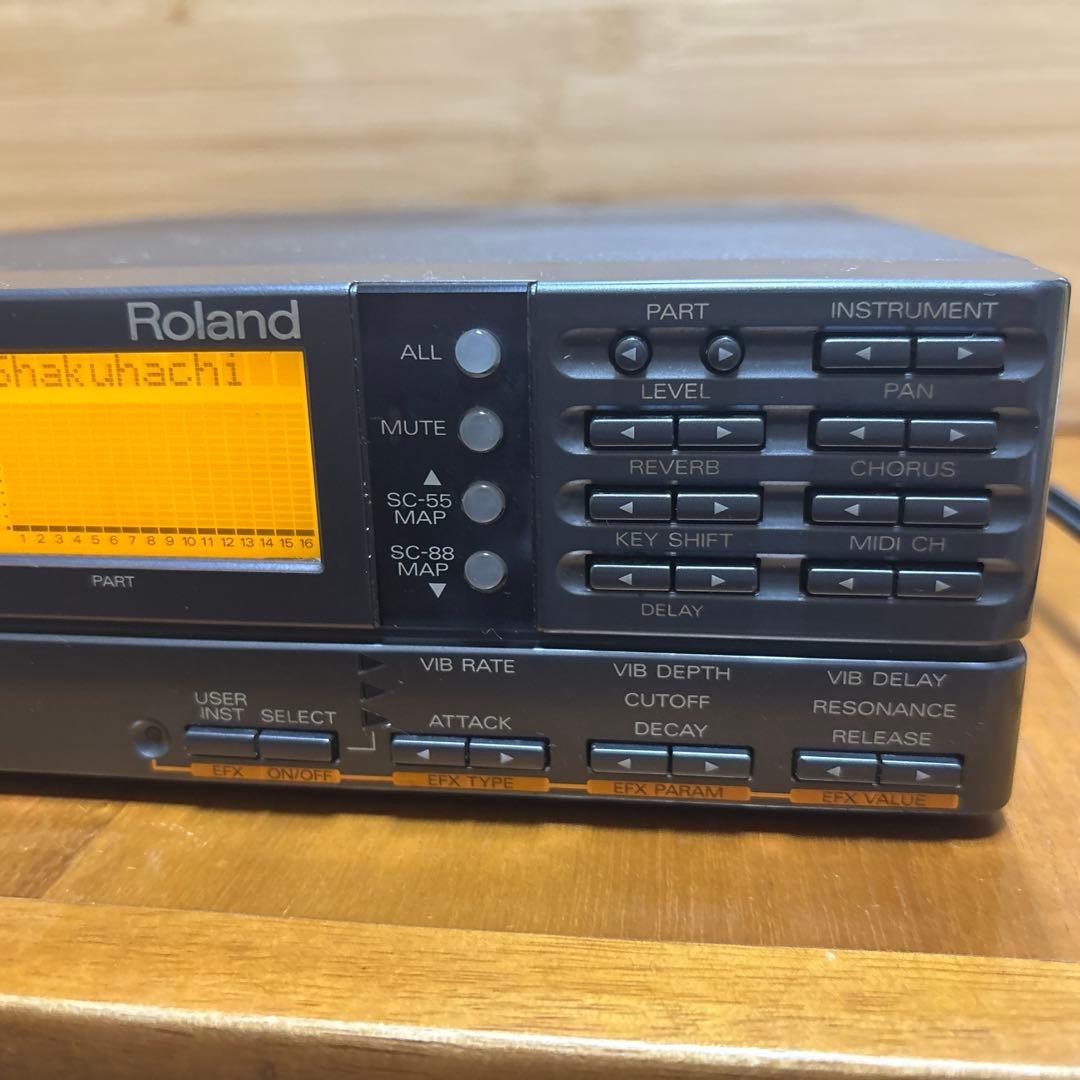 Roland
Shakuhachi
1 2 3 4 5 6 7 8 9 10 11 12 13 14 15 16
PART
ALL
MUTE
SC-55
MAP
SC-88
MAP
PART INSTRUMENT
LEVEL PAN
REVERB CHORUS
KEY SHIFT MIDI CH
DELAY
VIB RATE VIB DEPTH VIB DELAY
CUTOFF RESONANCE
ATTACK DECAY RELEASE
USER
INST SELECT
EFX ON/OFF EFX TYPE EFX PARAM EFX VALUE